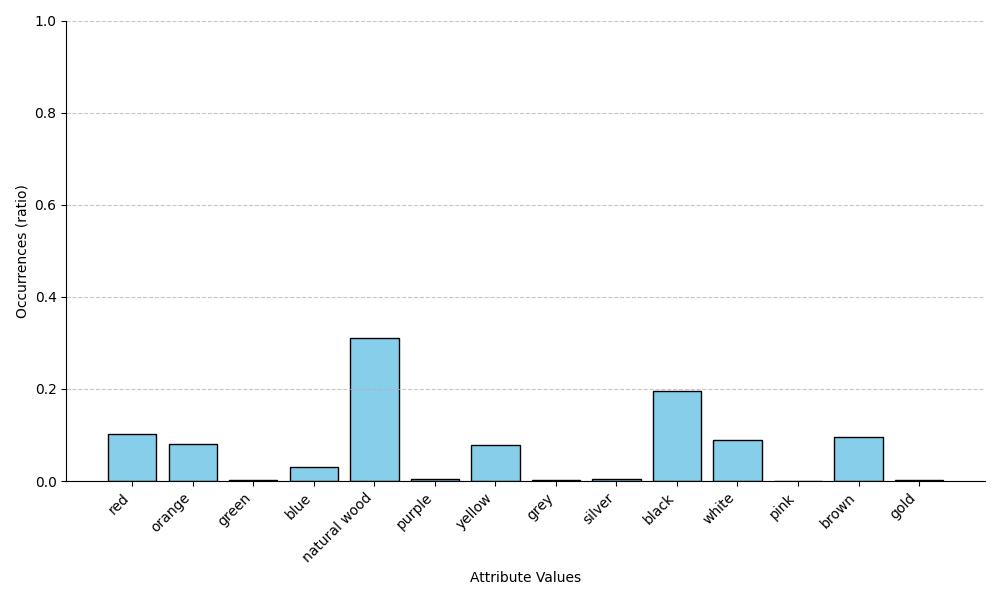 1.0
0.8
0.6
0.4
0.2
0.0
Occurrences (ratio)
red
orange
green
blue
natural wood
purple
yellow
grey
silver
black
white
pink
brown
gold
Attribute Values